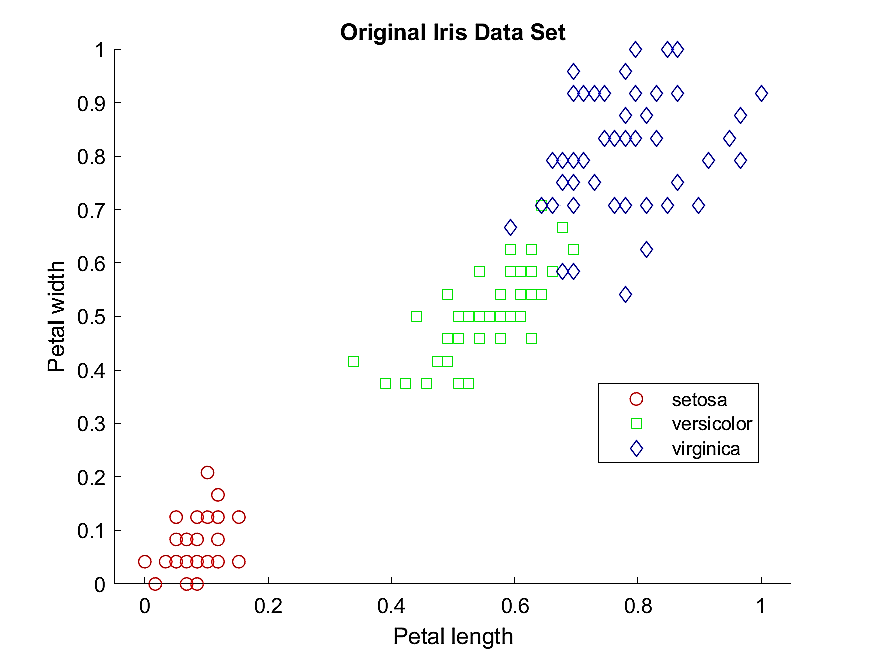 Original Iris Data Set
Petal width
1
0.9
0.8
0.7
0.6
0.5
0.4
0.3
0.2
0.1
0
setosa
versicolor
virginica
0
0.2
0.4
0.6
0.8
1
Petal length